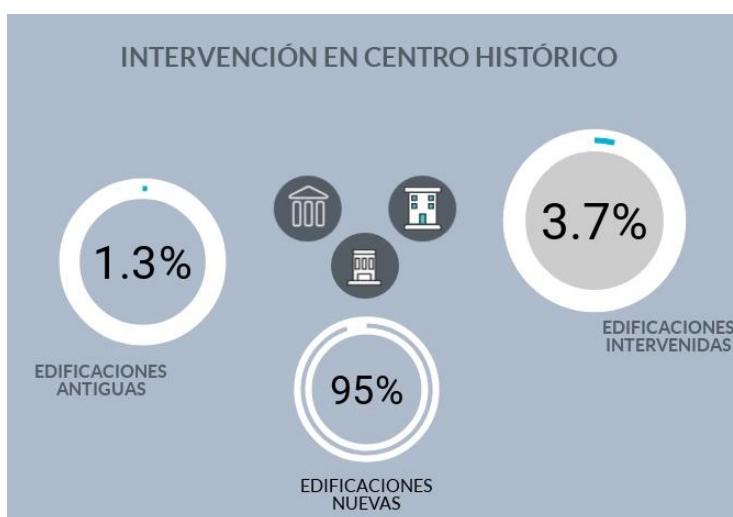 INTERVENCIÓN EN CENTRO HISTÓRICO
1.3%
EDIFICACIONES
ANTIGUAS
95%
EDIFICACIONES
NUEVAS
3.7%
EDIFICACIONES
INTERVENIDAS